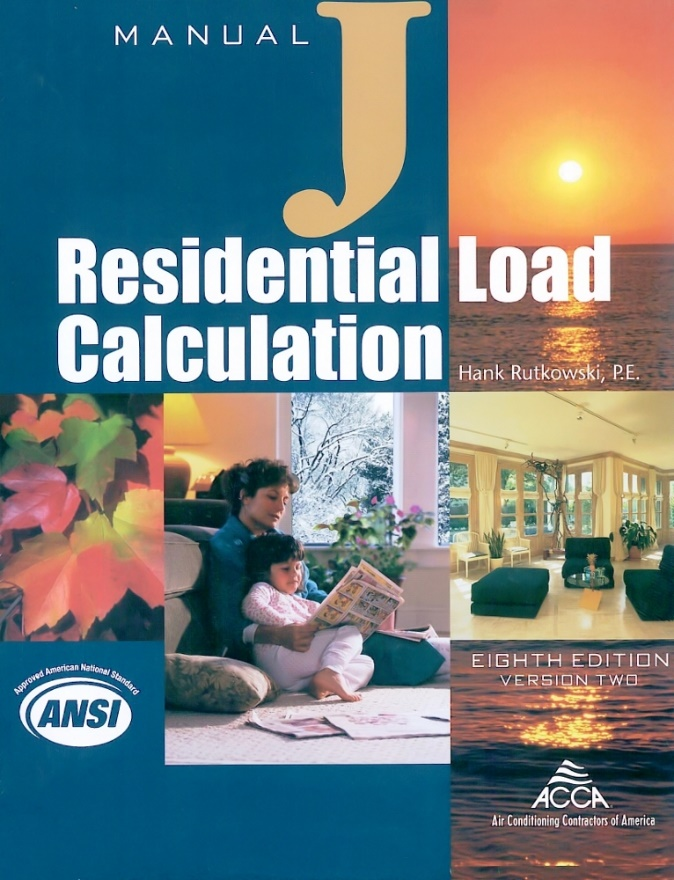 MANUAL J
Residential Load
Calculation
Hank Rutkowski, P.E.
EIGHTH EDITION
VERSION TWO
Approved American National Standard
ANSI
ACCA
Air Conditioning Contractors of America